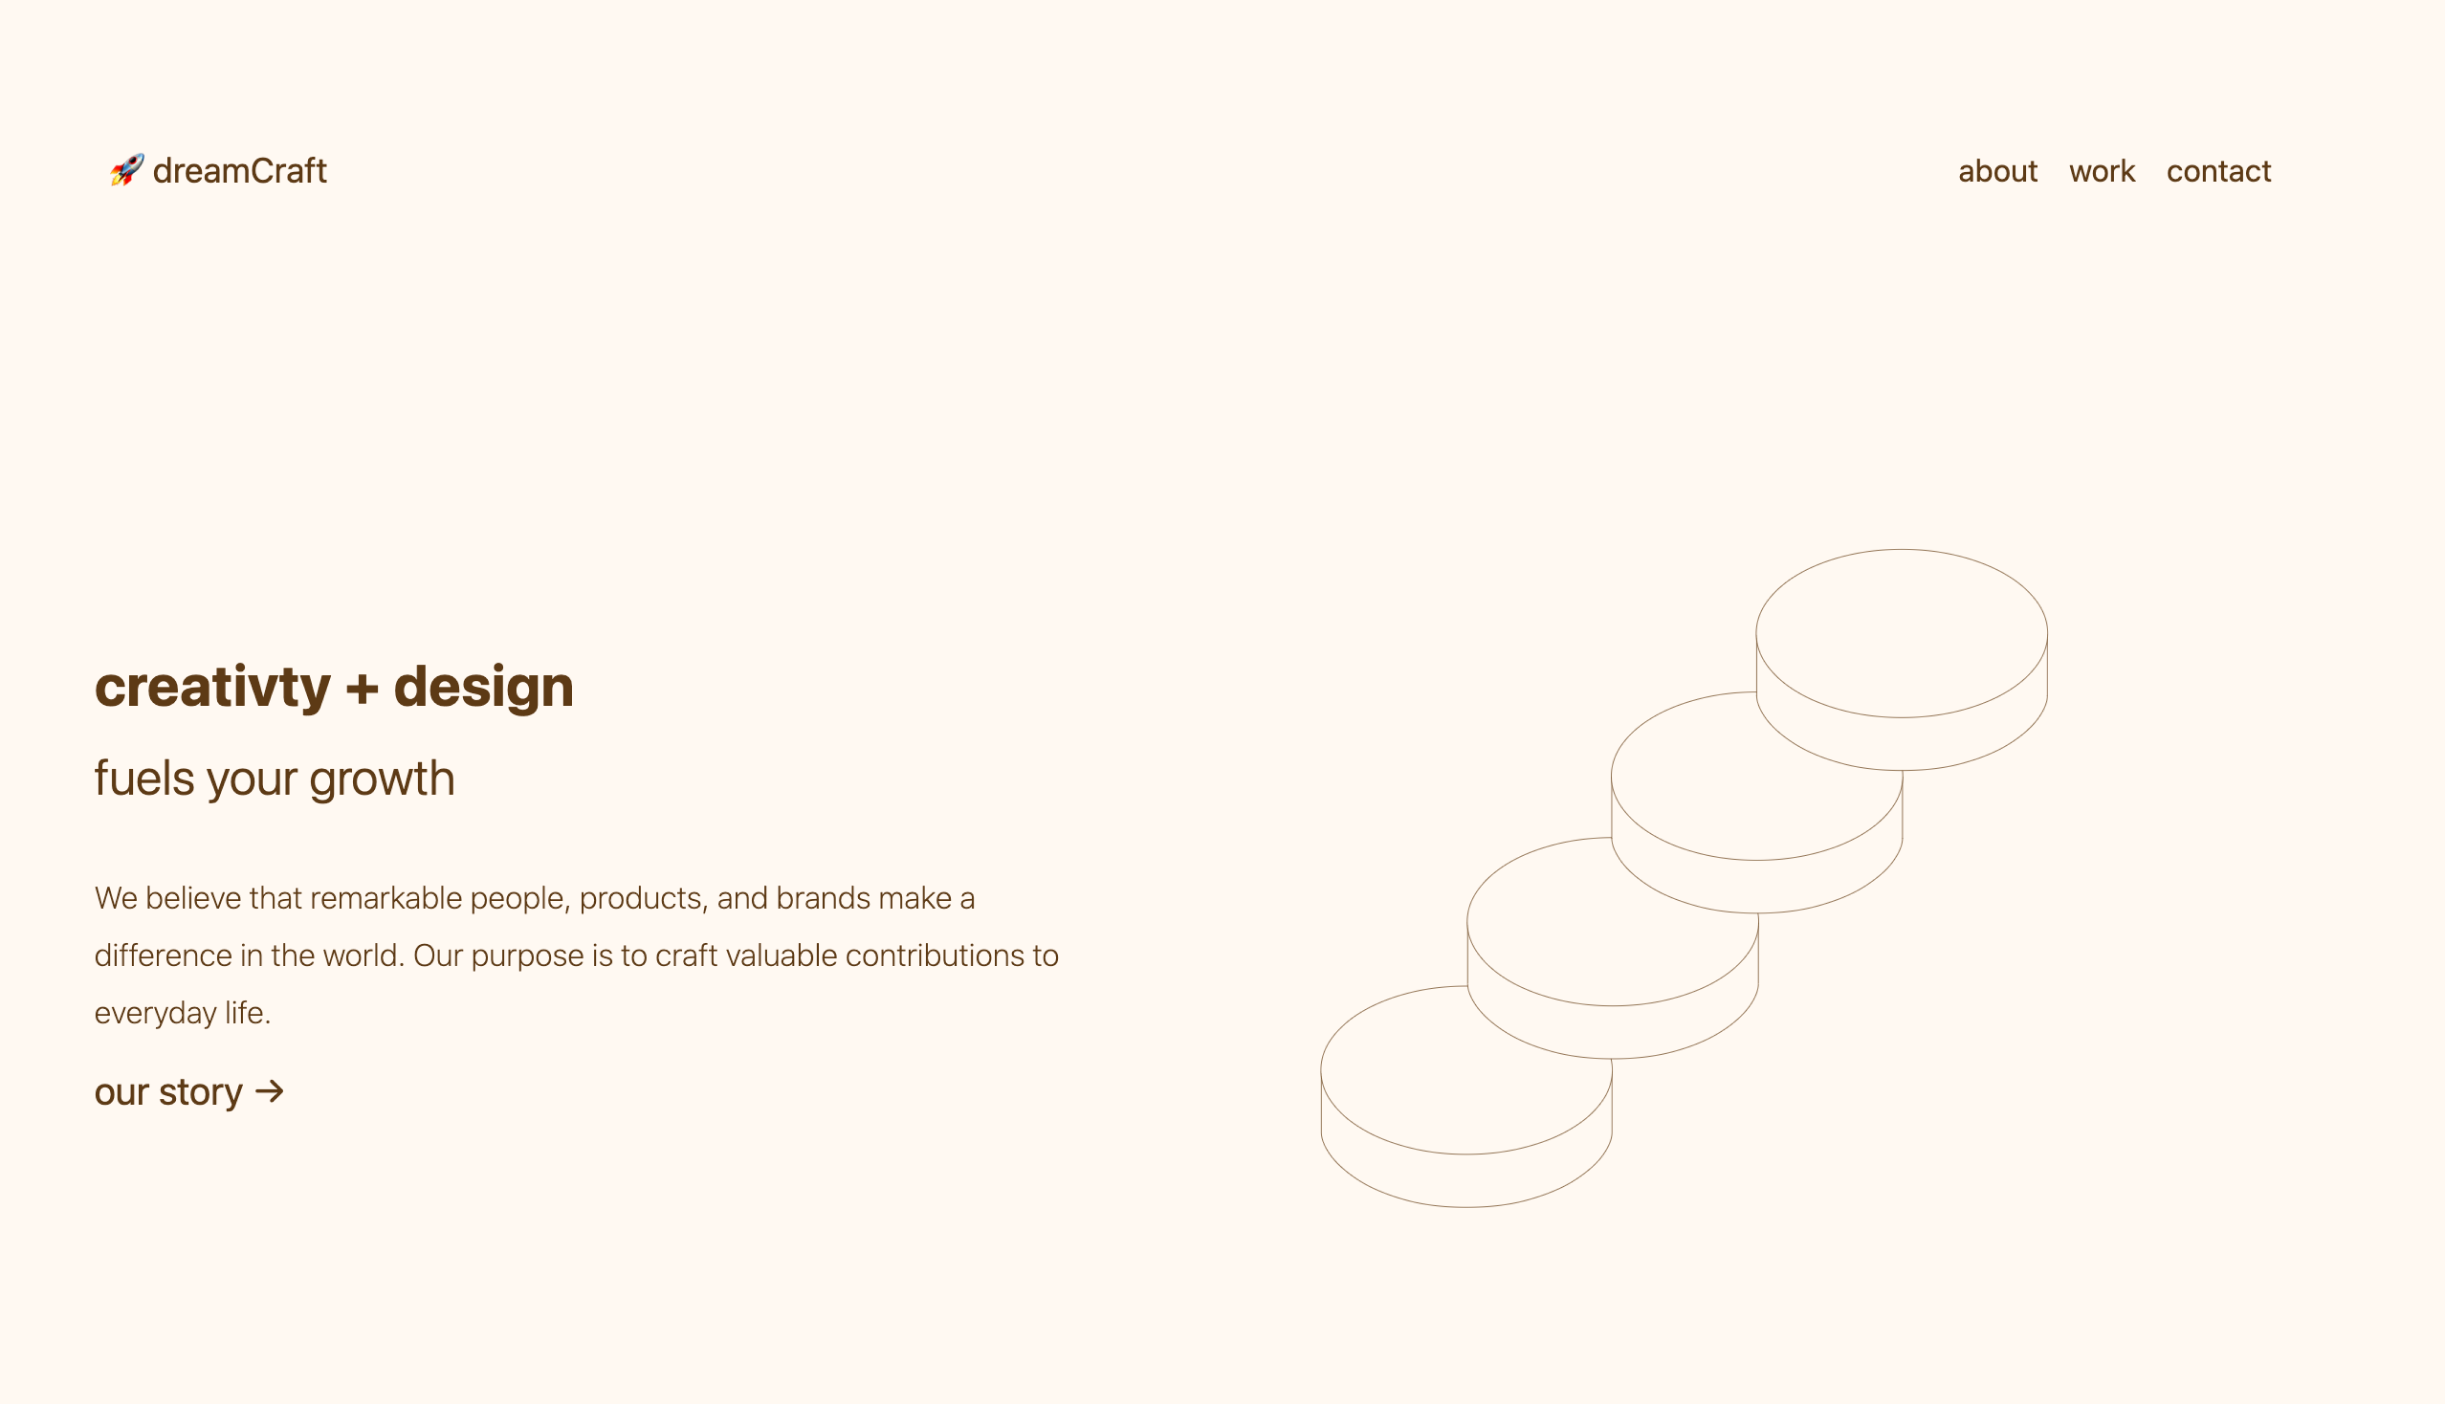 🚀 dreamCraft
about work contact
creativty + design
fuels your growth
We believe that remarkable people, products, and brands make a
difference in the world. Our purpose is to craft valuable contributions to
everyday life.
our story →